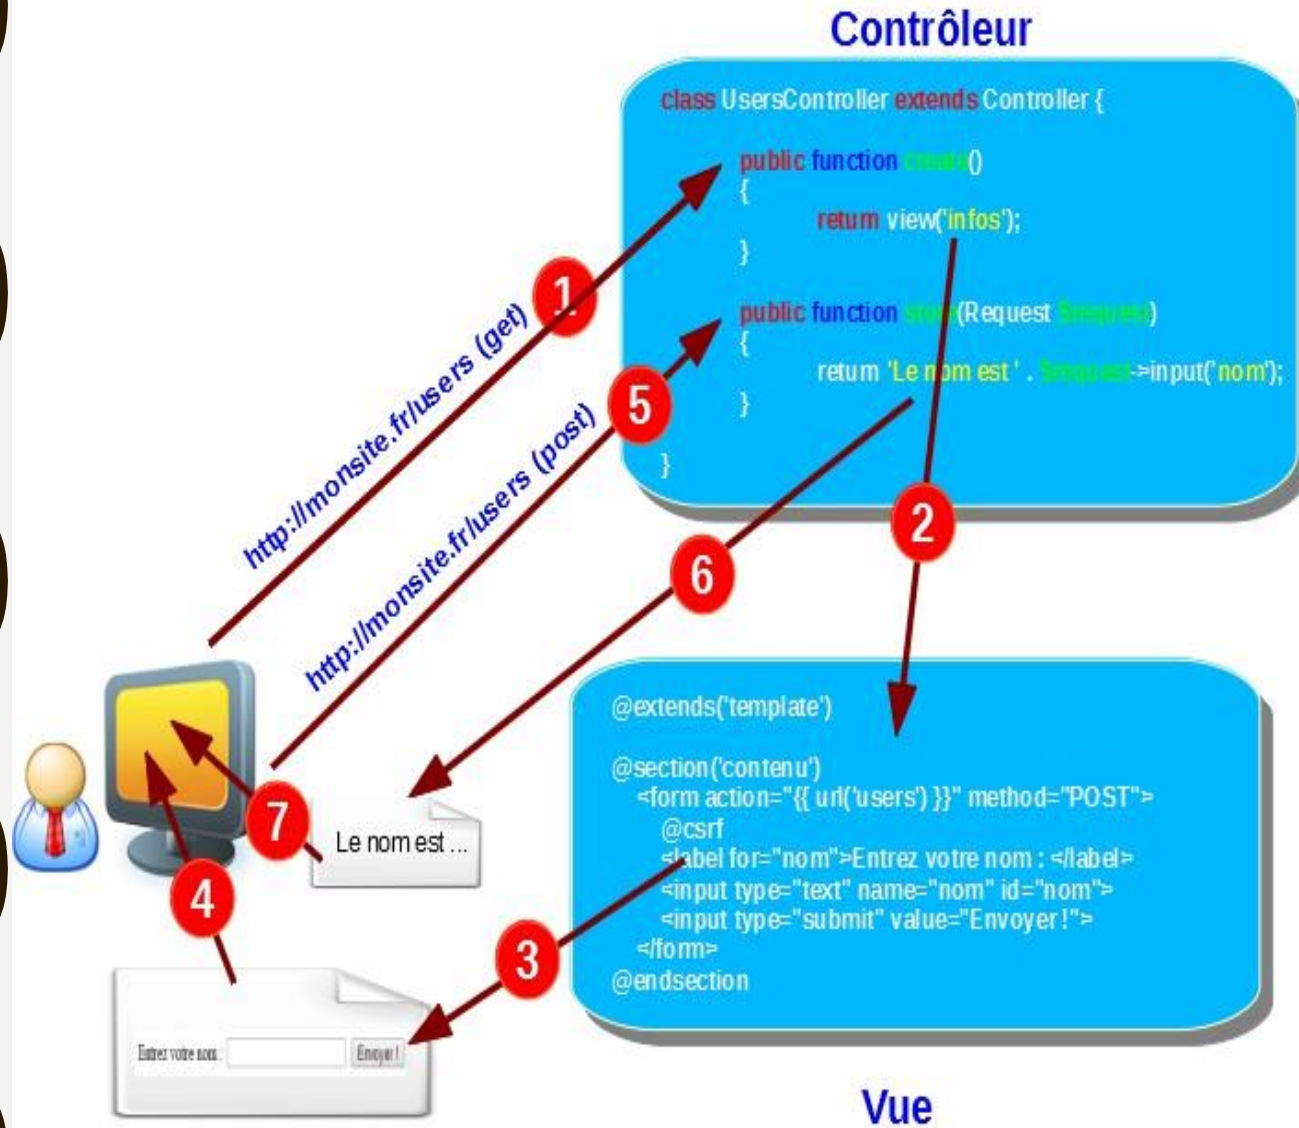 Contrôleur
class UsersController extends Controller {
public function create()
{
return view('infos');
}
public function store(Request $request)
{
return 'Le nom est ' . $request->input('nom');
}
}
1
http://monsite.fr/users (get)
5
http://monsite.fr/users (post)
2
6
@extends('template')
@section('contenu')
<form action="{{ url('users') }}" method="POST">
@csrf
<label for="nom">Entrez votre nom : </label>
<input type="text" name="nom" id="nom">
<input type="submit" value="Envoyer !">
</form>
@endsection
7
Le nom est ...
4
3
Entrez votre nom :
Envoyer !
Vue